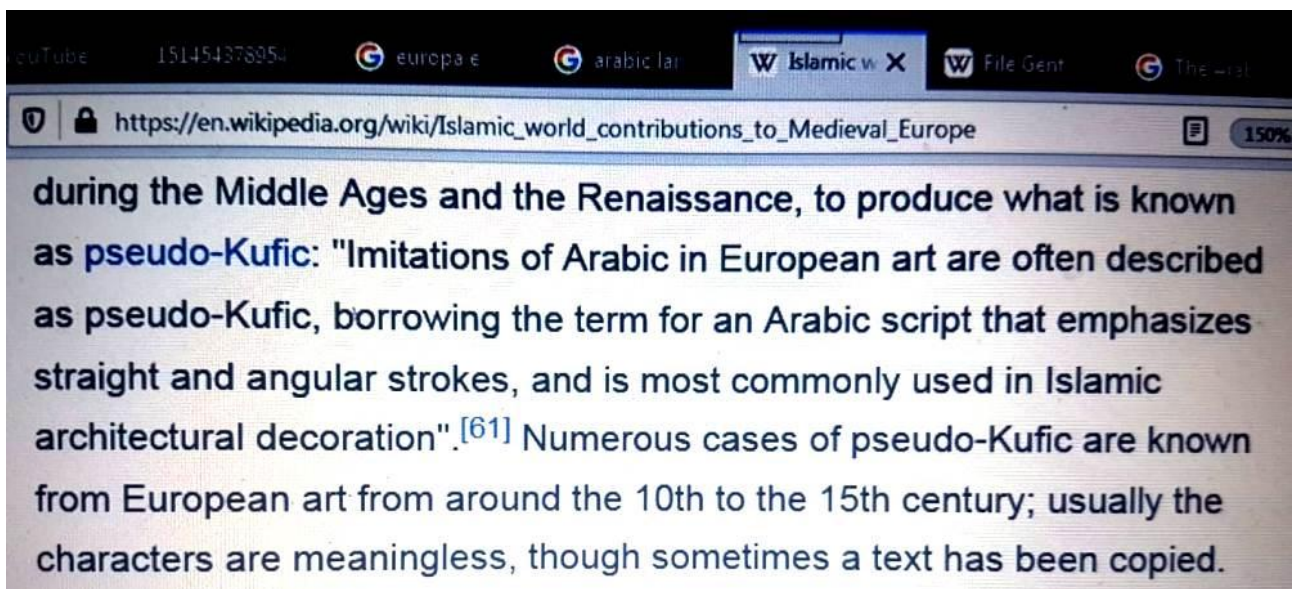 ouTube 151454378954 europa e arabic lan Islamic w File Gent The
https://en.wikipedia.org/wiki/Islamic_world_contributions_to_Medieval_Europe 150%
during the Middle Ages and the Renaissance, to produce what is known
as pseudo-Kufic: "Imitations of Arabic in European art are often described
as pseudo-Kufic, borrowing the term for an Arabic script that emphasizes
straight and angular strokes, and is most commonly used in Islamic
architectural decoration".[61] Numerous cases of pseudo-Kufic are known
from European art from around the 10th to the 15th century; usually the
characters are meaningless, though sometimes a text has been copied.